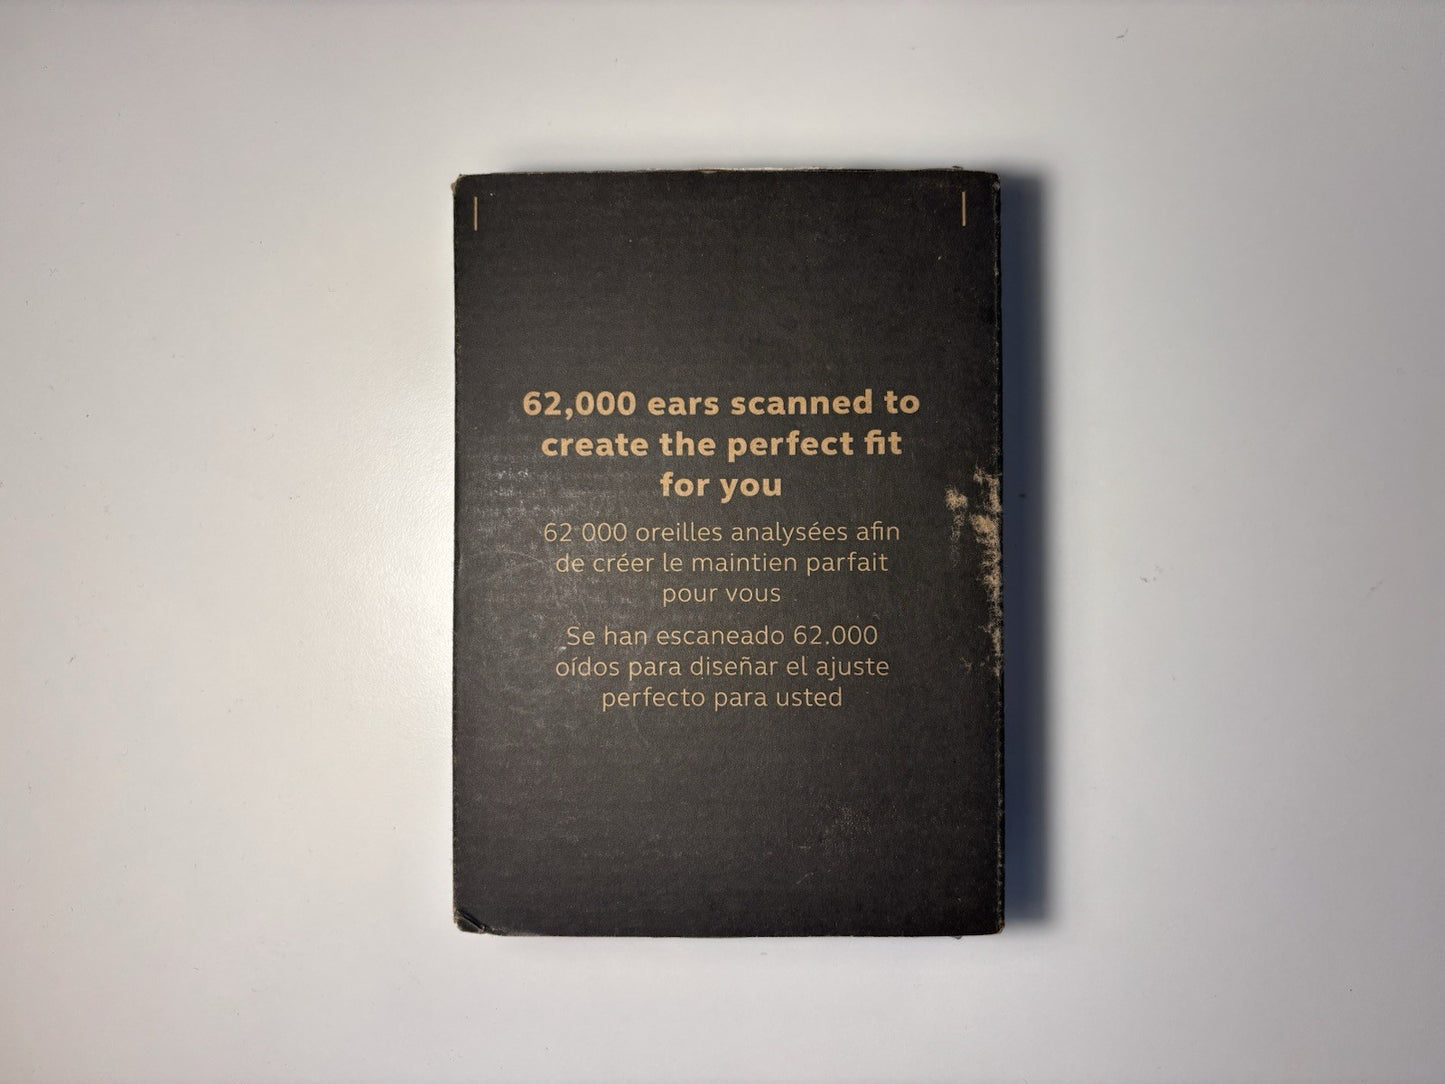 62,000 ears scanned to
create the perfect fit
for you
62 000 oreilles analysées afin
de créer le maintien parfait
pour vous
Se han escaneado 62.000
oídos para diseñar el ajuste
perfecto para usted